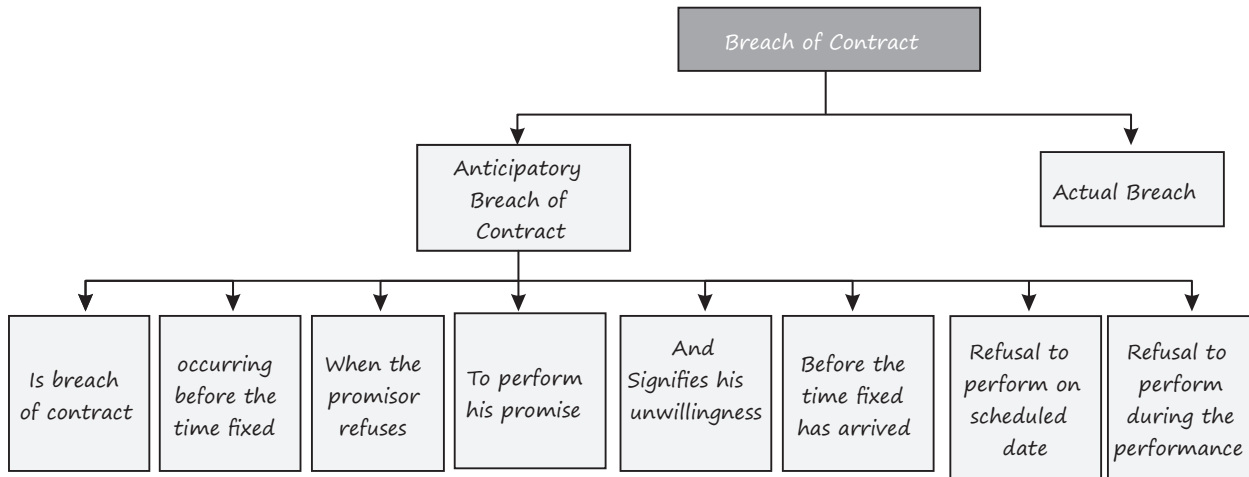 Breach of Contract
Anticipatory
Breach of
Contract
Actual Breach
Is breach
of contract
occurring
before the
time fixed
When the
promisor
refuses
To perform
his promise
And
Signifies his
unwillingness
Before the
time fixed
has arrived
Refusal to
perform on
scheduled
date
Refusal to
perform
during the
performance